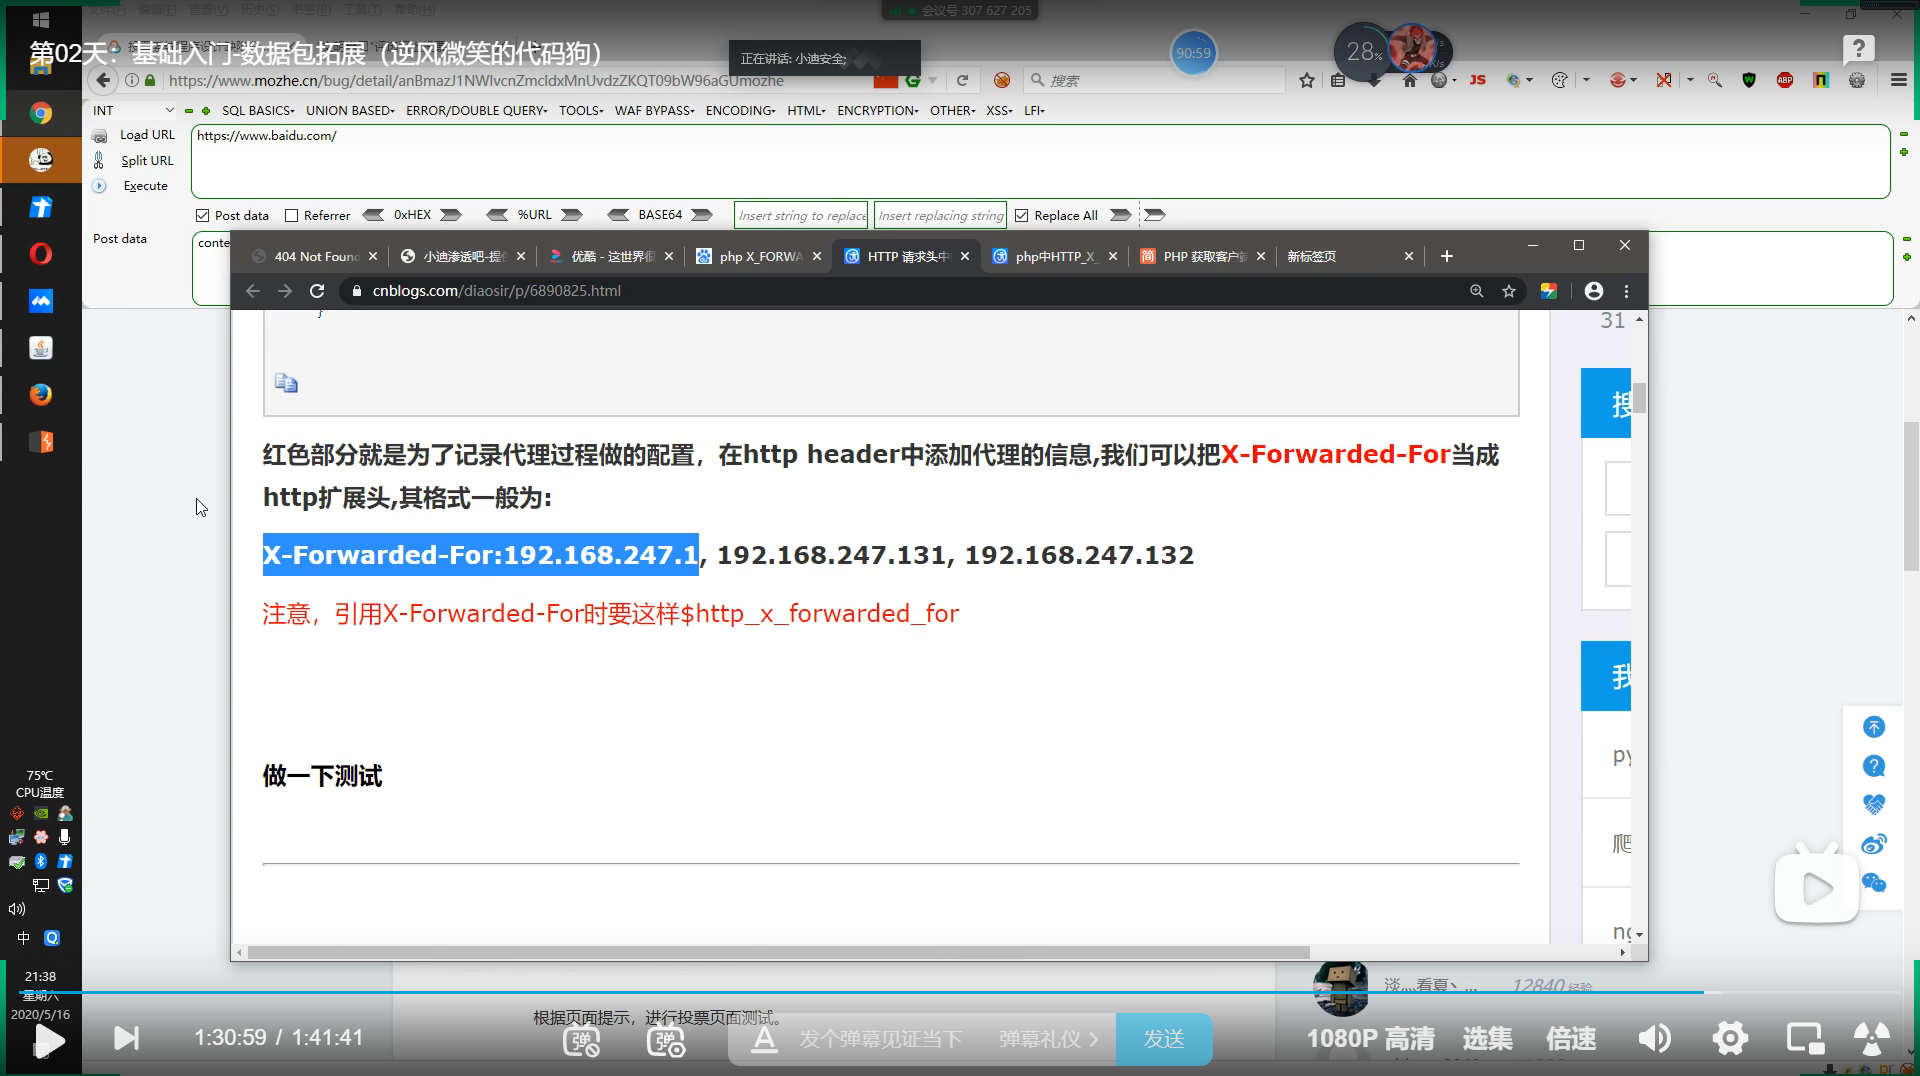 会议号 307 627 205
第02天：基础入门-数据包拓展（逆风微笑的代码狗）
正在讲话: 小迪安全;
90:59
28%
https://www.mozhe.cn/bug/detail/
搜索
INT
SQL BASICS
UNION BASED
ERROR/DOUBLE QUERY
TOOLS
WAF BYPASS
ENCODING
HTML
ENCRYPTION
OTHER
XSS
LFI
Load URL
https://www.baidu.com/
Split URL
Execute
Post data
Referrer
0xHEX
%URL
BASE64
Insert string to replace
Insert replacing string
Replace All
Post data
conte
404 Not Found
小迪渗透吧-提
优酷 - 这世界很
php X_FORWA
HTTP 请求头中
php中HTTP_X_
PHP 获取客户端
新标签页
cnblogs.com/diaosir/p/6890825.html
31
}
红色部分就是为了记录代理过程做的配置，在http header中添加代理的信息,我们可以把X-Forwarded-For当成
http扩展头,其格式一般为：
X-Forwarded-For:192.168.247.1, 192.168.247.131, 192.168.247.132
注意，引用X-Forwarded-For时要这样$http_x_forwarded_for
做一下测试
搜
我
py
爬
ng
75℃
CPU温度
中
21:38
星期六
2020/5/16
12840 经验
根据页面提示，进行投票页面测试。
1:30:59 / 1:41:41
弹
弹
发个弹幕见证当下
弹幕礼仪 >
发送
1080P 高清
选集
倍速